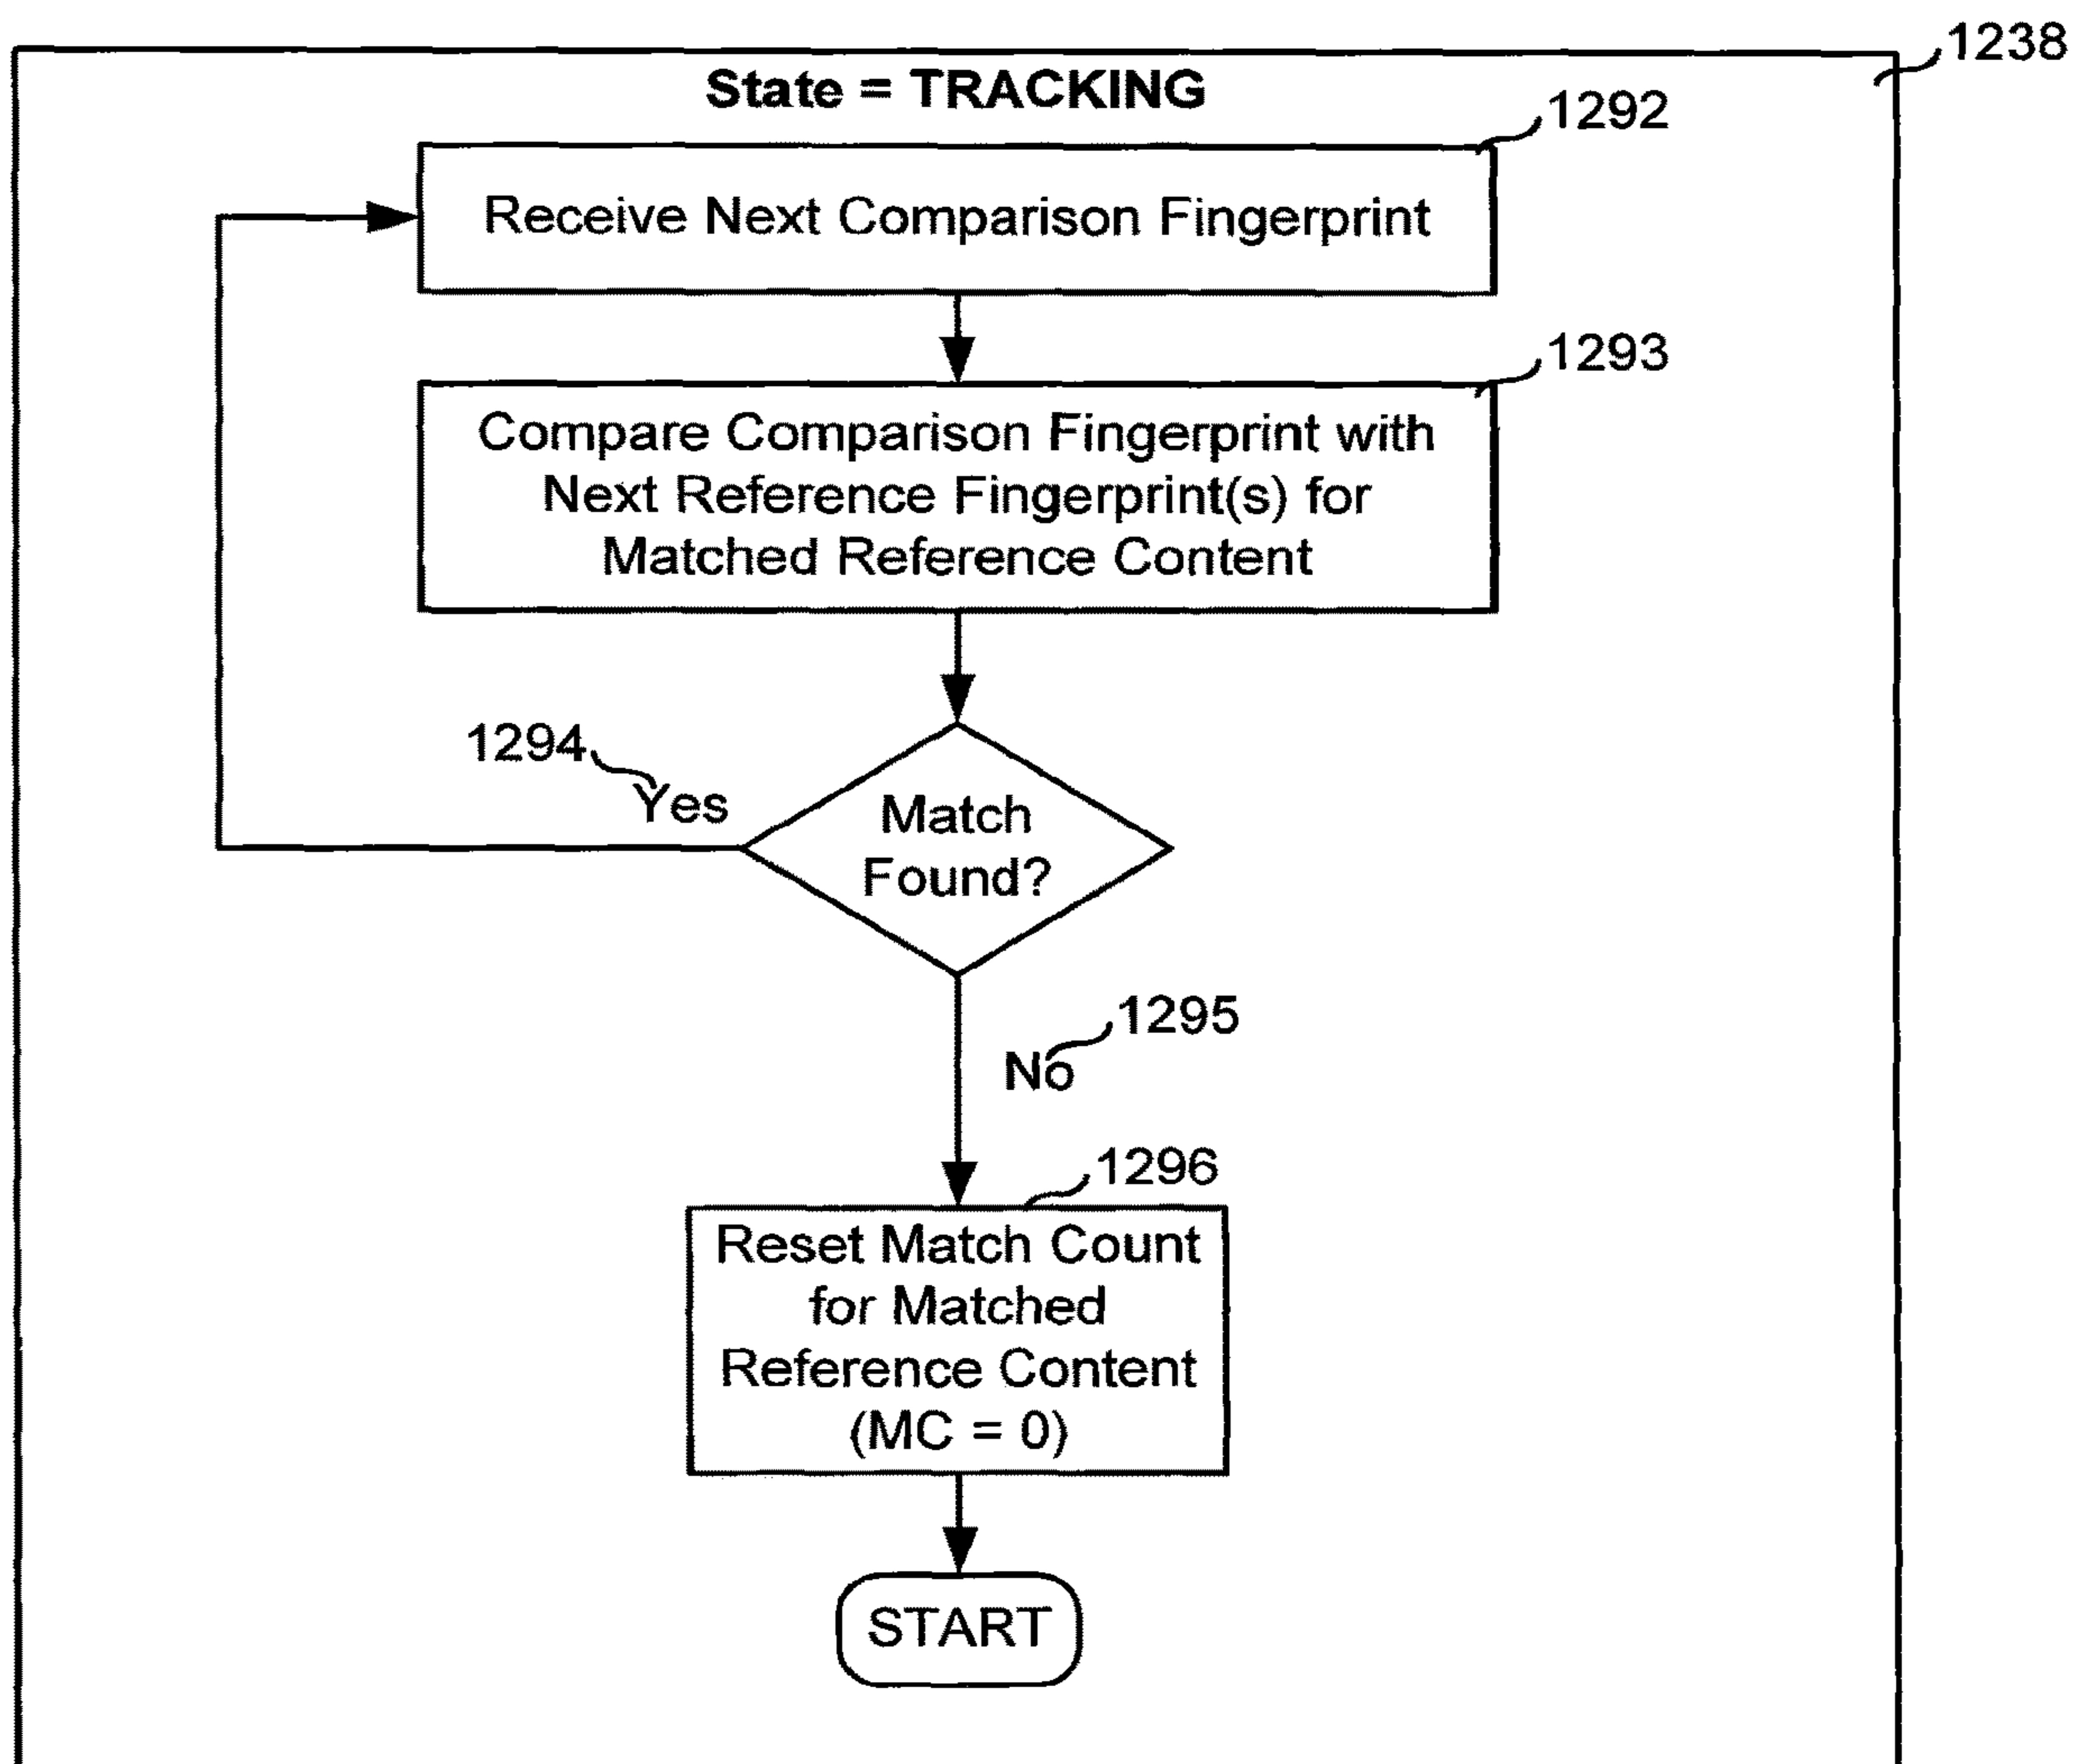 1238
State = TRACKING
1292
Receive Next Comparison Fingerprint
1293
Compare Comparison Fingerprint with
Next Reference Fingerprint(s) for
Matched Reference Content
1294
Yes
Match
Found?
1295
No
1296
Reset Match Count
for Matched
Reference Content
(MC = 0)
START